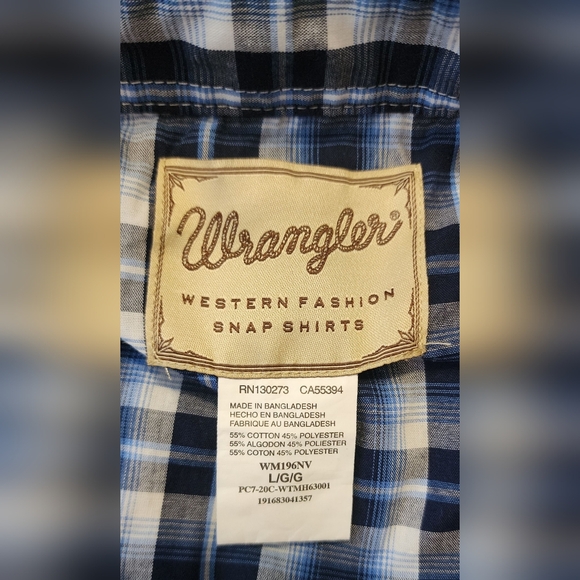 Wrangler®
WESTERN FASHION
SNAP SHIRTS
RN130273 CA55394
MADE IN BANGLADESH
HECHO EN BANGLADESH
FABRIQUE AU BANGLADESH
55% COTTON 45% POLYESTER
55% ALGODON 45% POLIESTER
55% COTON 45% POLYESTER
WM196NV
L/G/G
PC7-20C-WTMH63001
191683041357